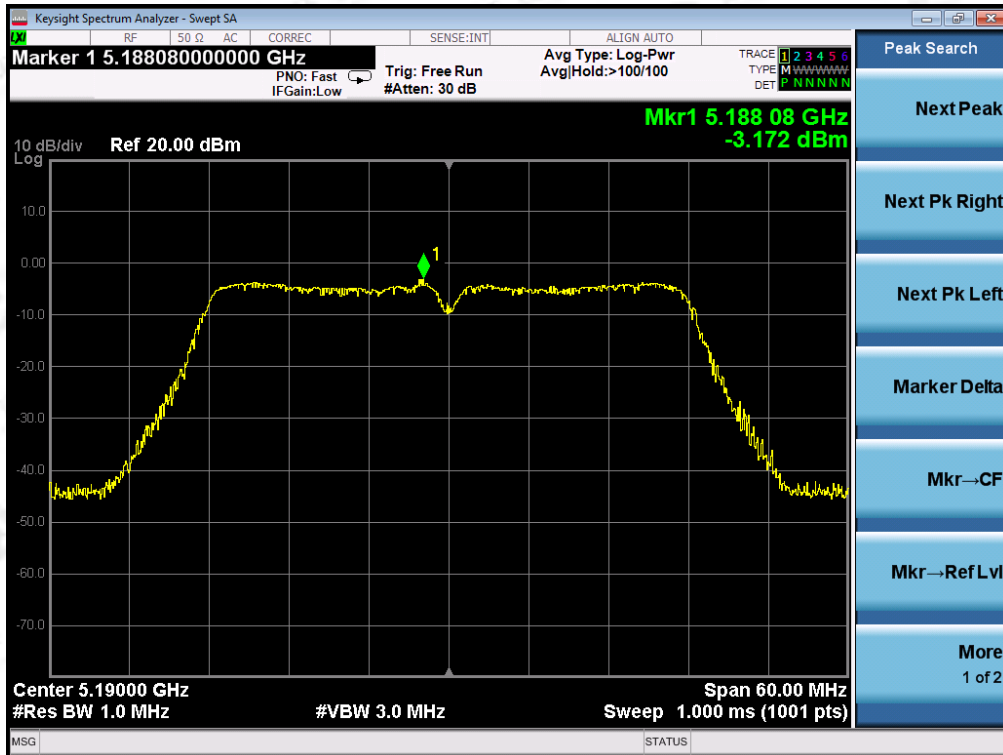 Keysight Spectrum Analyzer - Swept SA
LXI RF 50 Ω AC CORREC SENSE:INT ALIGN AUTO
Marker 1 5.188080000000 GHz
PNO: Fast
IFGain:Low
Trig: Free Run
#Atten: 30 dB
Avg Type: Log-Pwr
Avg|Hold:>100/100
TRACE 1 2 3 4 5 6
TYPE M WWWWW
DET P N N N N N
Mkr1 5.188 08 GHz
-3.172 dBm
10 dB/div Ref 20.00 dBm
Log
10.0
0.00
-10.0
-20.0
-30.0
-40.0
-50.0
-60.0
-70.0
1
Center 5.19000 GHz
Span 60.00 MHz
#Res BW 1.0 MHz
#VBW 3.0 MHz
Sweep 1.000 ms (1001 pts)
MSG
STATUS
Peak Search
Next Peak
Next Pk Right
Next Pk Left
Marker Delta
Mkr→CF
Mkr→Ref Lvl
More
1 of 2